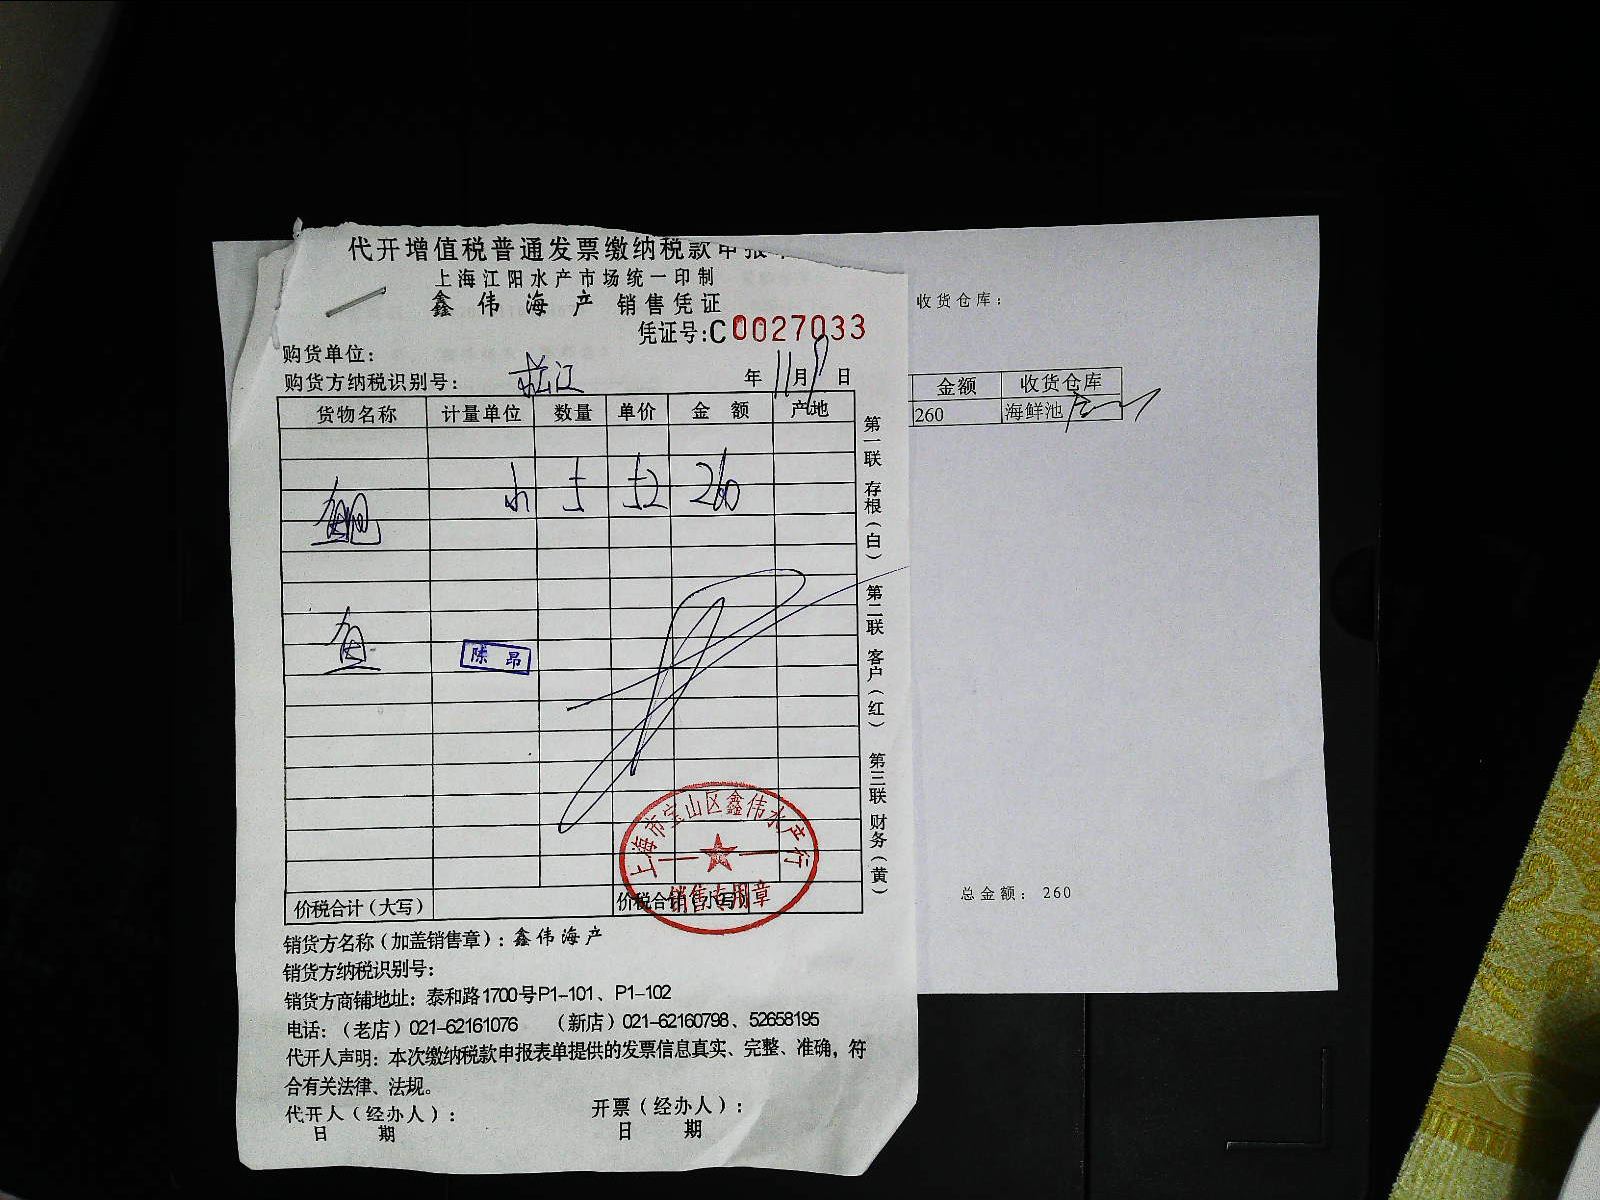 代开增值税普通发票缴纳税款申报
上海江阳水产市场统一印制
鑫伟海产 销售凭证
凭证号:C0027033
购货单位：
购货方纳税识别号： 松江 年 11月9日
货物名称 计量单位 数量 单价 金额 产地
鲍 小 5 52 260
鱼
陈昂
第一联 存根（白） 第二联 客户（红） 第三联 财务（黄）
上海市宝山区鑫伟水产行
销售专用章
价税合计（大写） 价税合计（小写）
销货方名称（加盖销售章）：鑫伟海产
销货方纳税识别号：
销货方商铺地址：泰和路1700号P1-101、P1-102
电话：（老店）021-62161076 （新店）021-62160798、52658195
代开人声明：本次缴纳税款申报表单提供的发票信息真实、完整、准确，符
合有关法律、法规。
代开人（经办人）： 开票（经办人）：
日 期 日 期
收货仓库：
金额 收货仓库
260 海鲜池
总金额： 260